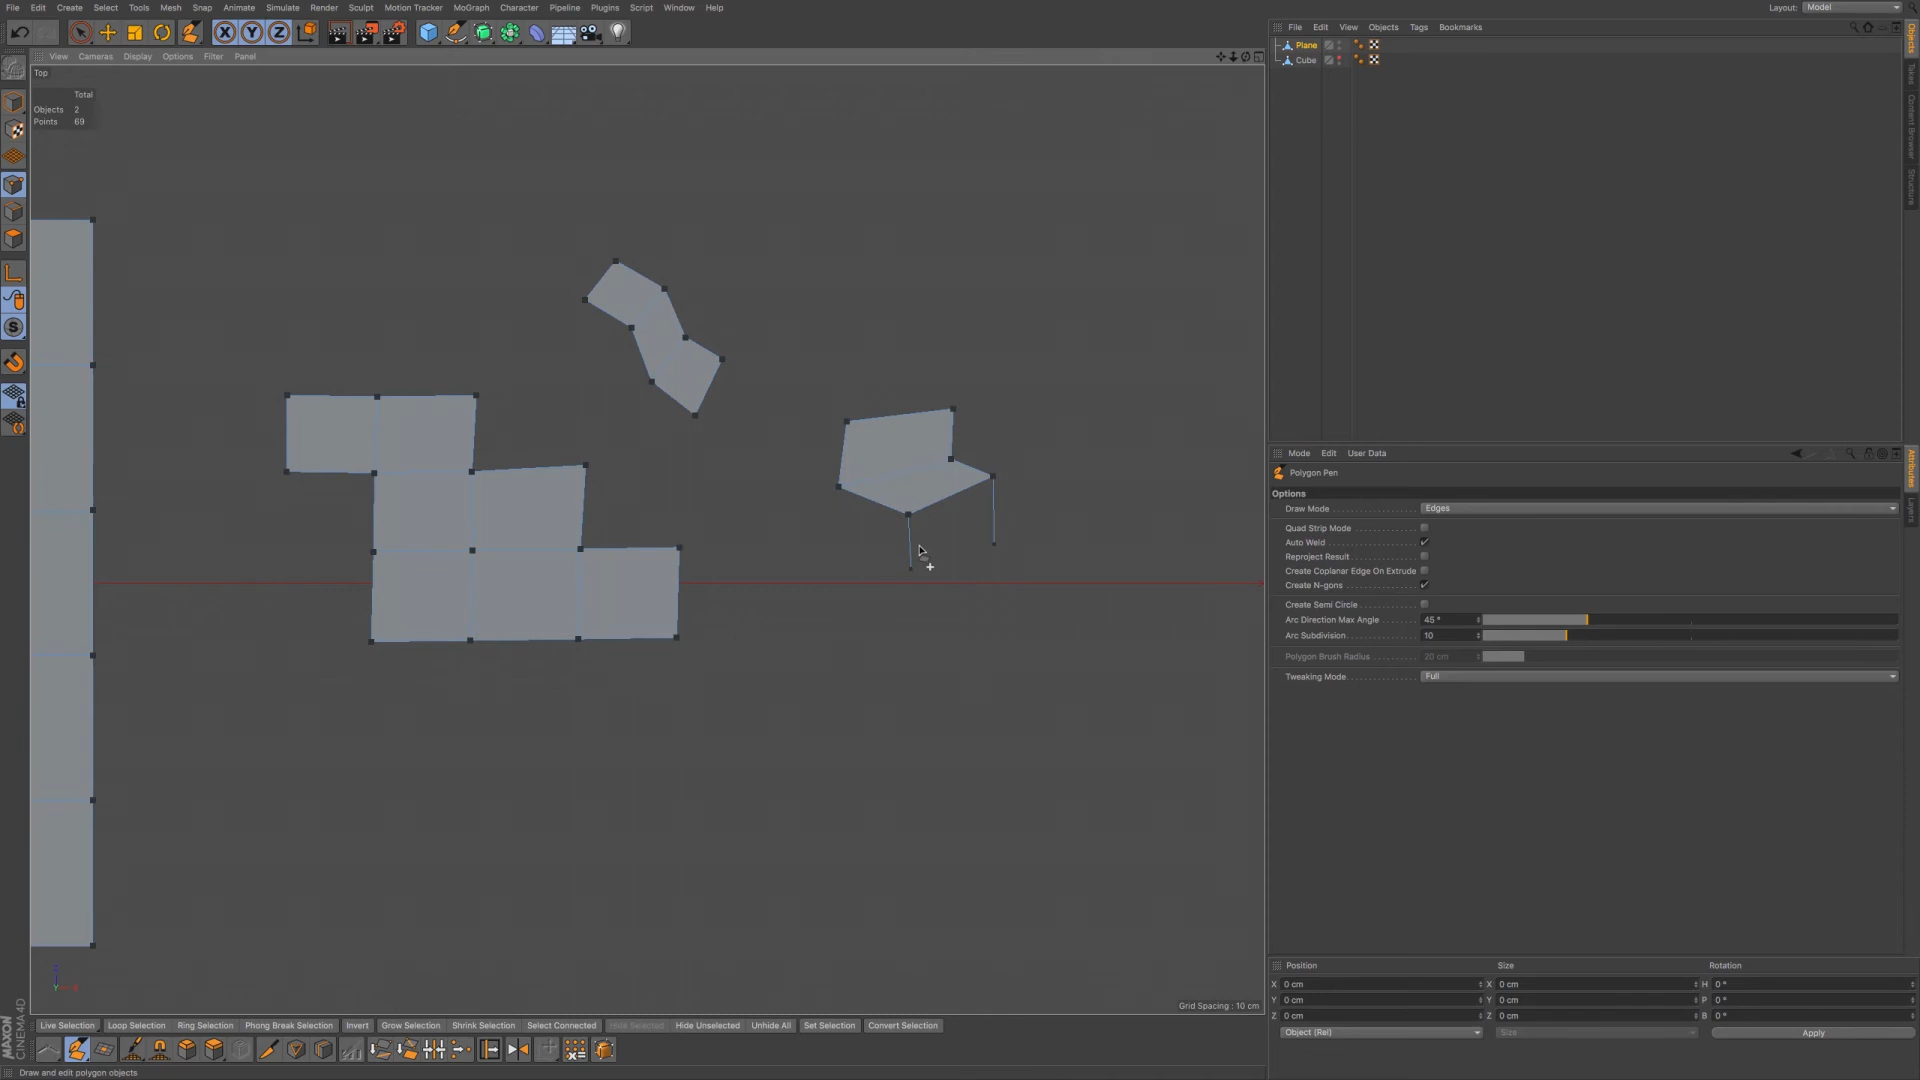 File Edit Create Select Tools Mesh Snap Animate Simulate Render Sculpt Motion Tracker MoGraph Character Pipeline Plugins Script Window Help
Layout: Model
View Cameras Display Options Filter Panel
Top
Total
Objects 2
Points 69
Grid Spacing : 10 cm
Z
Y
X
File Edit View Objects Tags Bookmarks
Plane
Cube
Objects
Takes
Content Browser
Structure
Mode Edit User Data
Polygon Pen
Options
Draw Mode Edges
Quad Strip Mode
Auto Weld
Reproject Result
Create Coplanar Edge On Extrude
Create N-gons
Create Semi Circle
Arc Direction Max Angle 45 °
Arc Subdivision 10
Polygon Brush Radius 20 cm
Tweaking Mode Full
Attributes
Layers
Position Size Rotation
X 0 cm X 0 cm H 0 °
Y 0 cm Y 0 cm P 0 °
Z 0 cm Z 0 cm B 0 °
Object (Rel) Size Apply
Live Selection Loop Selection Ring Selection Phong Break Selection Invert Grow Selection Shrink Selection Select Connected Hide Selected Hide Unselected Unhide All Set Selection Convert Selection
MAXON
CINEMA 4D
Draw and edit polygon objects